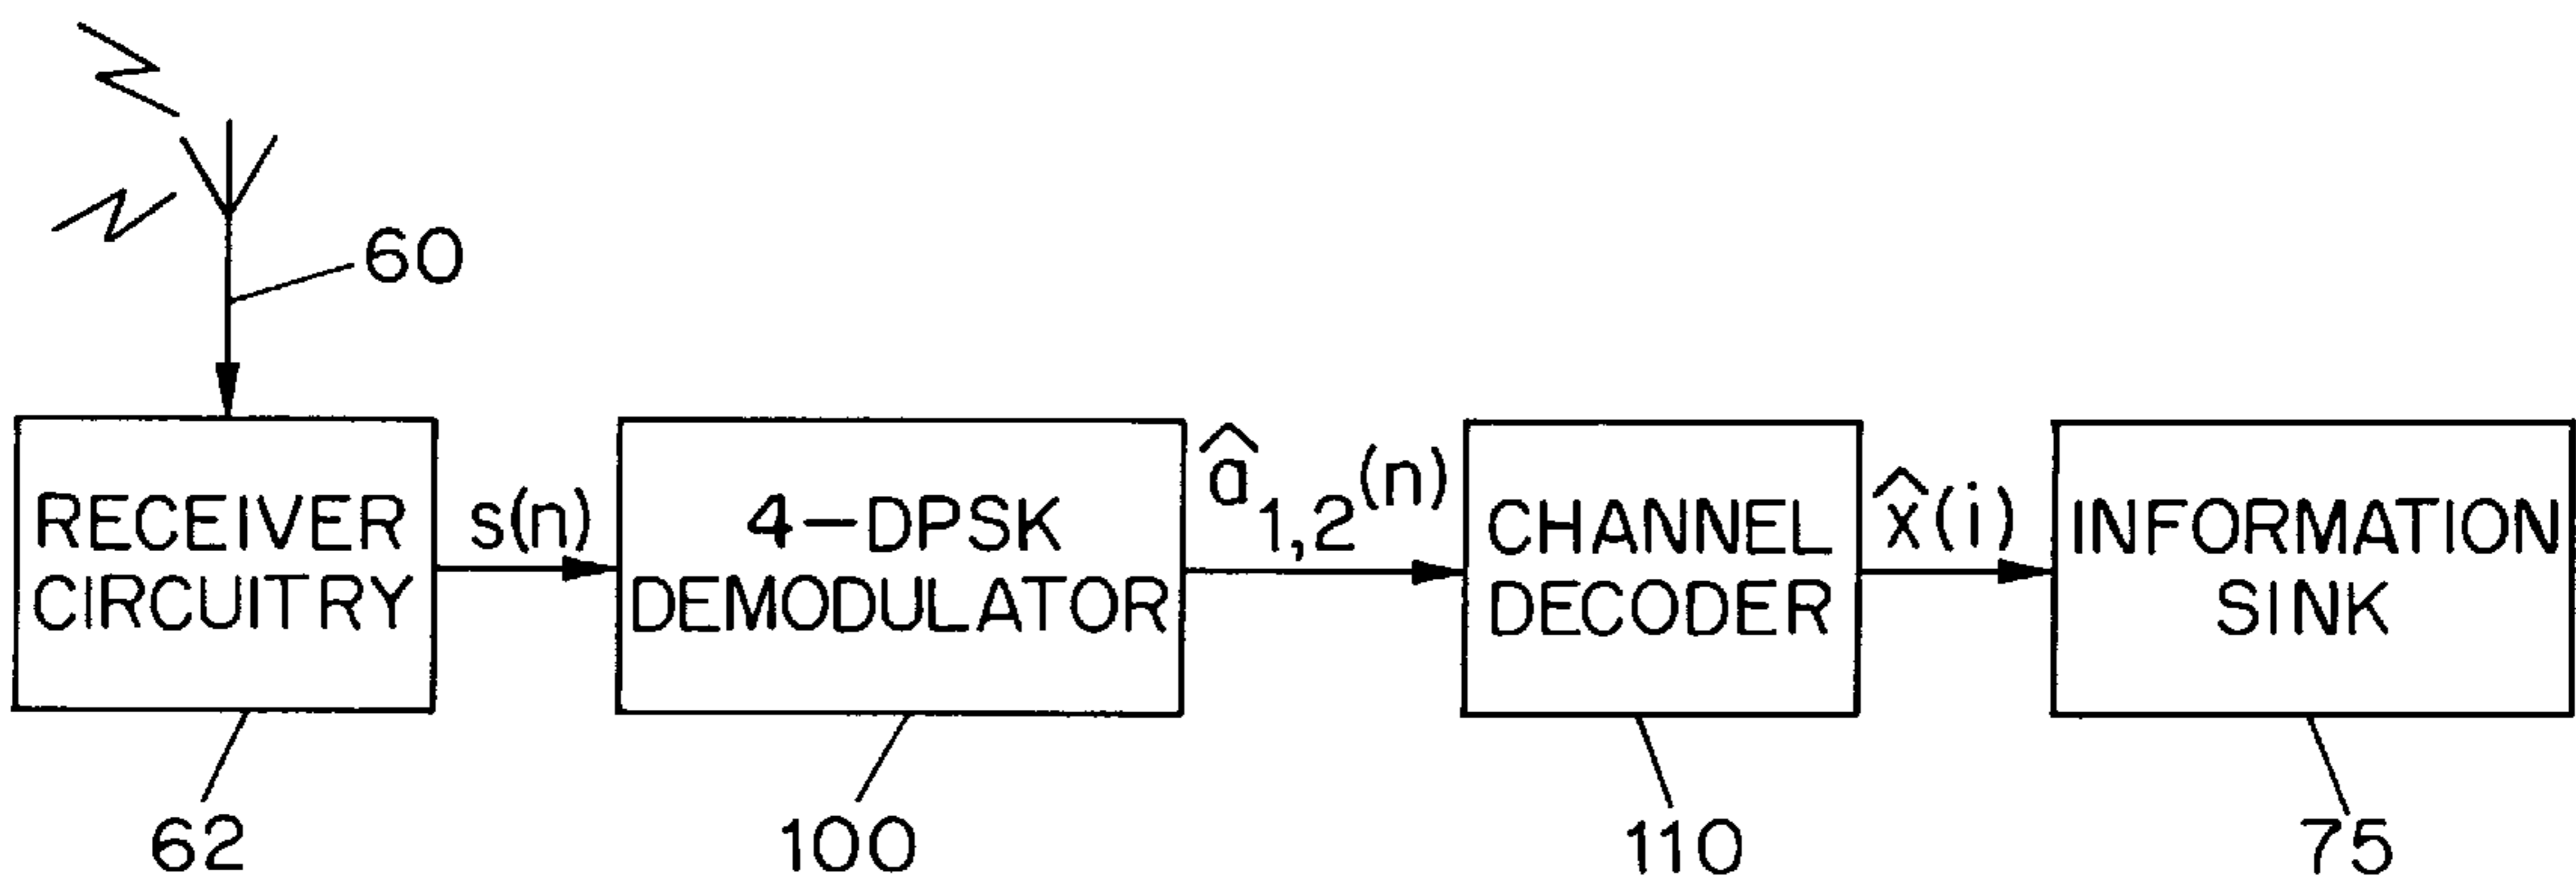 60
RECEIVER
CIRCUITRY
s(n)
4-DPSK
DEMODULATOR
â1,2(n)
CHANNEL
DECODER
x̂(i)
INFORMATION
SINK
62
100
110
75